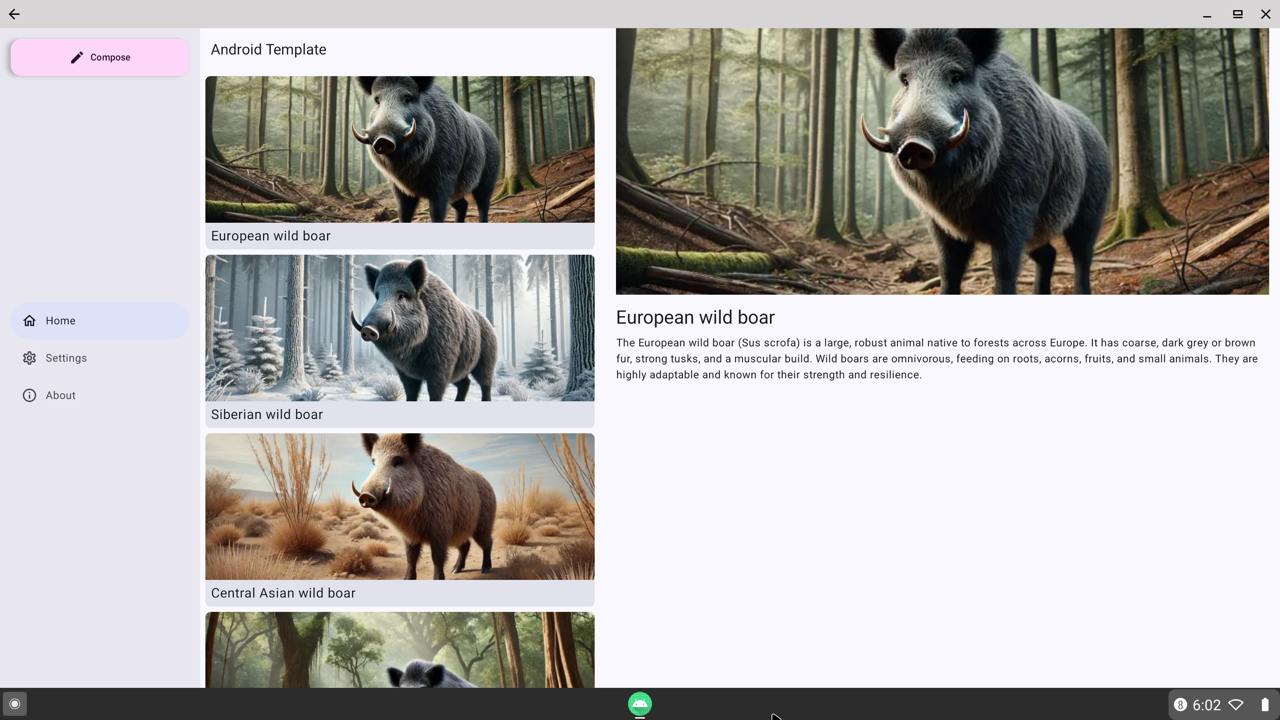 Compose
Home
Settings
About
Android Template
European wild boar
Siberian wild boar
Central Asian wild boar
European wild boar
The European wild boar (Sus scrofa) is a large, robust animal native to forests across Europe. It has coarse, dark grey or brown
fur, strong tusks, and a muscular build. Wild boars are omnivorous, feeding on roots, acorns, fruits, and small animals. They are
highly adaptable and known for their strength and resilience.
8 6:02